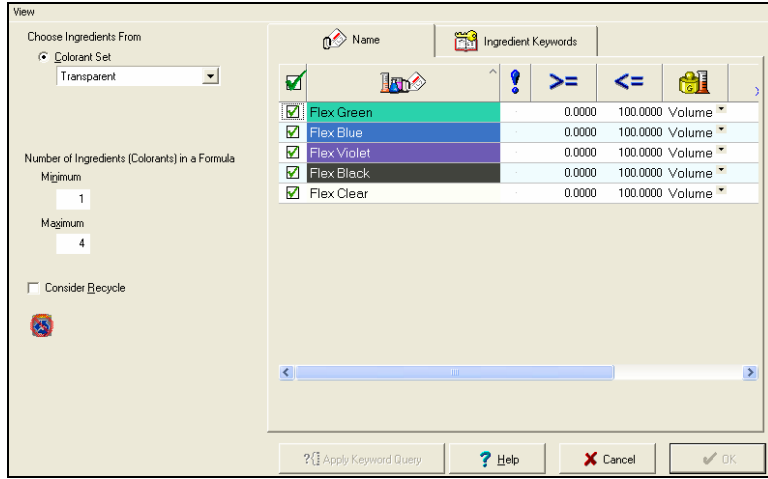 View
Choose Ingredients From
Colorant Set
Transparent
Number of Ingredients (Colorants) in a Formula
Minimum
1
Maximum
4
Consider Recycle
Name
Ingredient Keywords
>= <=
Flex Green 0.0000 100.0000 Volume
Flex Blue 0.0000 100.0000 Volume
Flex Violet 0.0000 100.0000 Volume
Flex Black 0.0000 100.0000 Volume
Flex Clear 0.0000 100.0000 Volume
Apply Keyword Query
Help
Cancel
OK